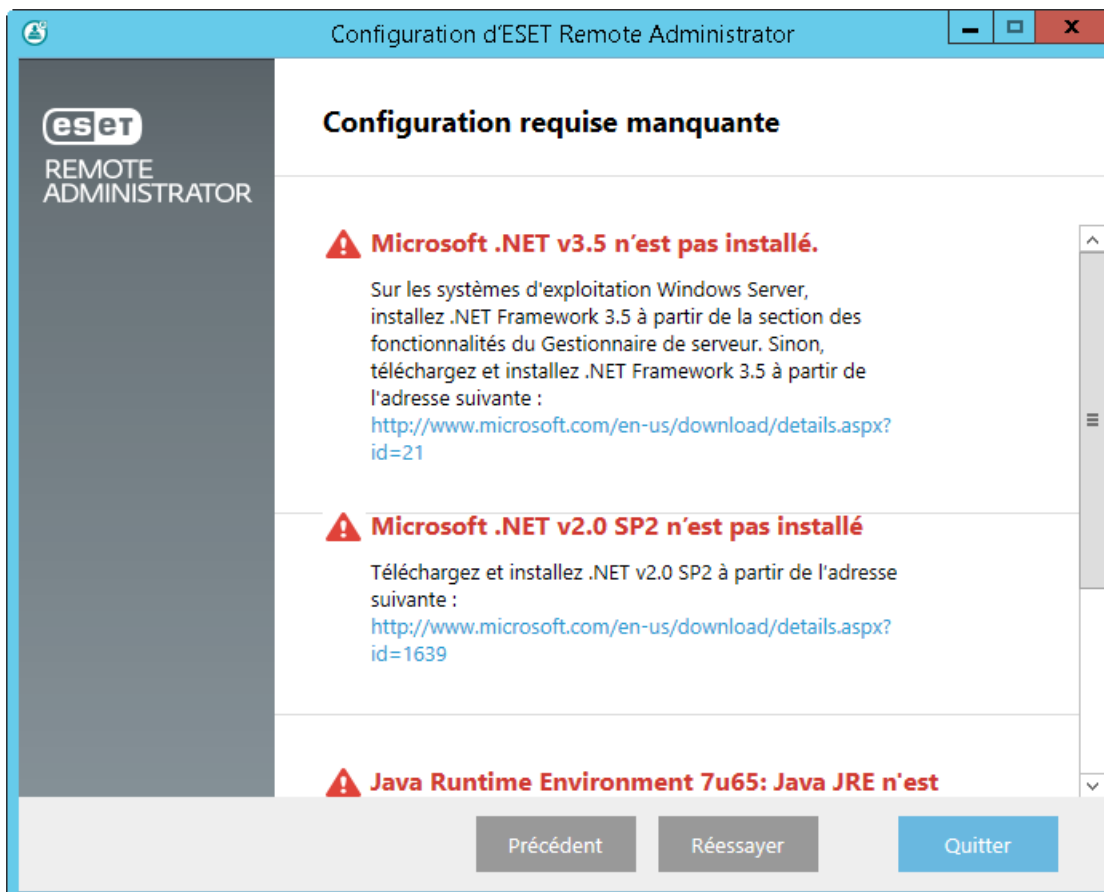 Configuration d'ESET Remote Administrator
eset
REMOTE
ADMINISTRATOR
Configuration requise manquante
Microsoft .NET v3.5 n'est pas installé.
Sur les systèmes d'exploitation Windows Server,
installez .NET Framework 3.5 à partir de la section des
fonctionnalités du Gestionnaire de serveur. Sinon,
téléchargez et installez .NET Framework 3.5 à partir de
l'adresse suivante :
http://www.microsoft.com/en-us/download/details.aspx?
id=21
Microsoft .NET v2.0 SP2 n'est pas installé
Téléchargez et installez .NET v2.0 SP2 à partir de l'adresse
suivante :
http://www.microsoft.com/en-us/download/details.aspx?
id=1639
Java Runtime Environment 7u65: Java JRE n'est
Précédent
Réessayer
Quitter